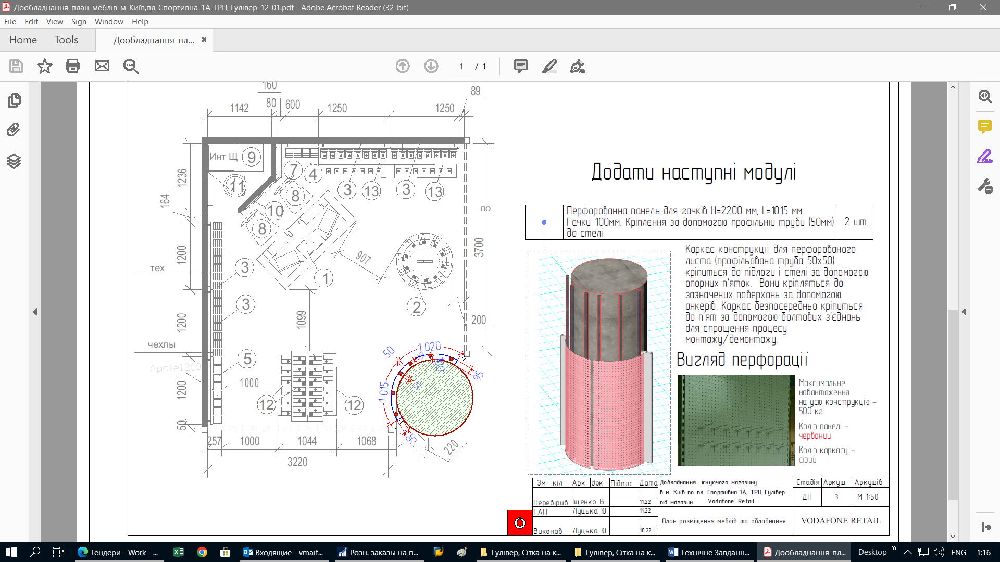 Дообладнання_план_меблів_м_Київ,пл_Спортивна_1А_ТРЦ_Гулівер_12_01.pdf - Adobe Acrobat Reader (32-bit)
File Edit View Sign Window Help
Home Tools Дообладнання_пл...
1 / 1
160
89
1142 80 600 1250 1250
Инт Щ 9
1236
11 7 4
3 13 3 13
8
164
10
8
по
1200
907
3700
тех
3
1
3
2
1200
1099
200
чехлы
5
Apple1200
1000
1200
12 12
50
50 1 020
100
95
1 015
95
220
257 1000 1044 1068
3220
Додати наступні модулі
Перфорованна панель для гачків H=2200 мм, L=1015 мм
Гачки 100мм. Кріплення за допомогою профільній труби (50мм)
до стелі.
2 шт.
Каркас конструкції для перфорованого
листа (профільована труба 50х50)
кріпиться до підлоги і стелі за допомогою
опорних п'яток. Вони кріпляться до
зазначених поверхонь за допомогою
анкерів. Каркас безпосередньо кріпиться
до п'ят за допомогою болтових з'єднань
для спрощення процесу
монтажу/демонтажу.
Вигляд перфорації
Максимальне
навантаження
на усю конструкцію –
500 кг
Колір панелі –
червоний
Колір каркасу –
сірий
Зм кіл Арк док Підпис Дата
Перевірив Іщенко В. 11.22
ГАП Луцька Ю. 11.22
Виконав Луцька Ю. 10.22
Добладнання існуючого магазину
в м. Київ по пл. Спортивна 1А, ТРЦ Гулівер
під магазин Vodafone Retail
План розміщення меблів та обладнання
Стадія Аркуш Аркушів
ДП 3 М 1:50
VODAFONE RETAIL
Тендери - Work - ... Входящие - vmait... Розн. заказы на п... Гулівер, Сітка на к... Гулівер, Сітка на к... Технічне Завданн... Дообладнання_пл... Desktop » ENG 1:16